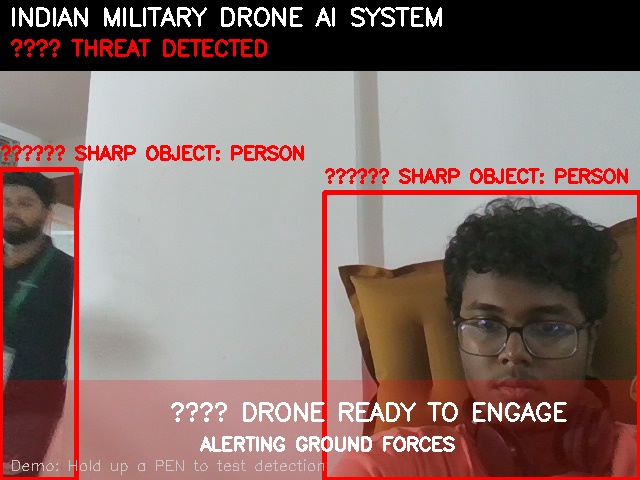 INDIAN MILITARY DRONE AI SYSTEM
???? THREAT DETECTED
?????? SHARP OBJECT: PERSON
?????? SHARP OBJECT: PERSON
???? DRONE READY TO ENGAGE
ALERTING GROUND FORCES
Demo: Hold up a PEN to test detection